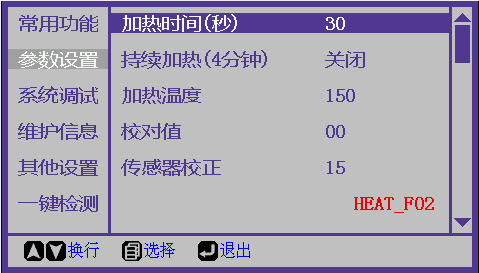 常用功能 加热时间(秒) 30
参数设置 持续加热(4分钟) 关闭
系统调试 加热温度 150
维护信息 校对值 00
其他设置 传感器校正 15
一键检测 HEAT_F02
换行 选择 退出